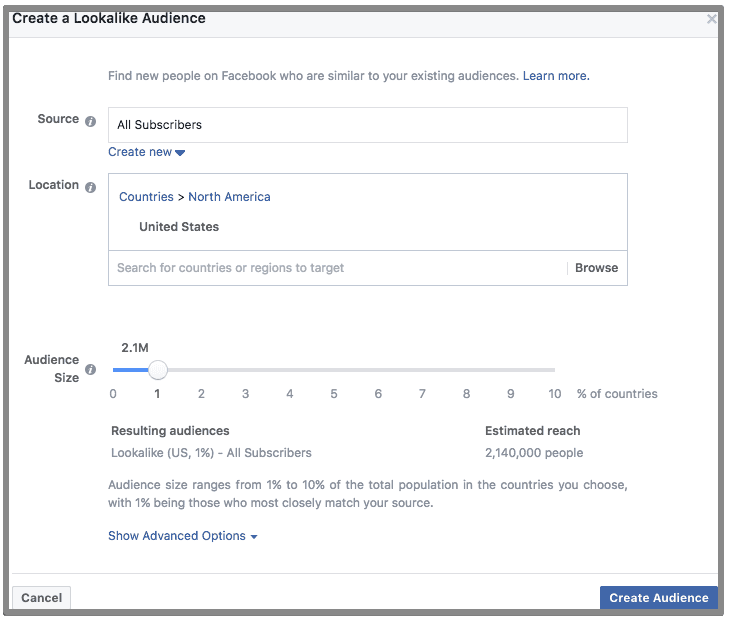 Create a Lookalike Audience
×
Find new people on Facebook who are similar to your existing audiences. Learn more.
Source i
All Subscribers
Create new
Location i
Countries > North America
United States
Search for countries or regions to target Browse
2.1M
Audience Size i
0 1 2 3 4 5 6 7 8 9 10 % of countries
Resulting audiences Estimated reach
Lookalike (US, 1%) - All Subscribers 2,140,000 people
Audience size ranges from 1% to 10% of the total population in the countries you choose,
with 1% being those who most closely match your source.
Show Advanced Options
Cancel Create Audience